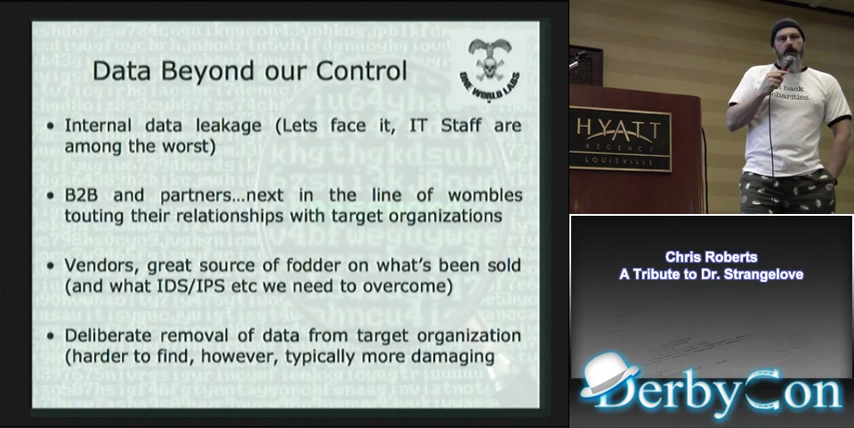 Data Beyond our Control
ONE WORLD LABS
• Internal data leakage (Lets face it, IT Staff are
among the worst)
• B2B and partners...next in the line of wombles
touting their relationships with target organizations
• Vendors, great source of fodder on what's been sold
(and what IDS/IPS etc we need to overcome)
• Deliberate removal of data from target organization
(harder to find, however, typically more damaging
hack
charities.
HYATT
REGENCY
LOUISVILLE
Chris Roberts
A Tribute to Dr. Strangelove
DerbyCon